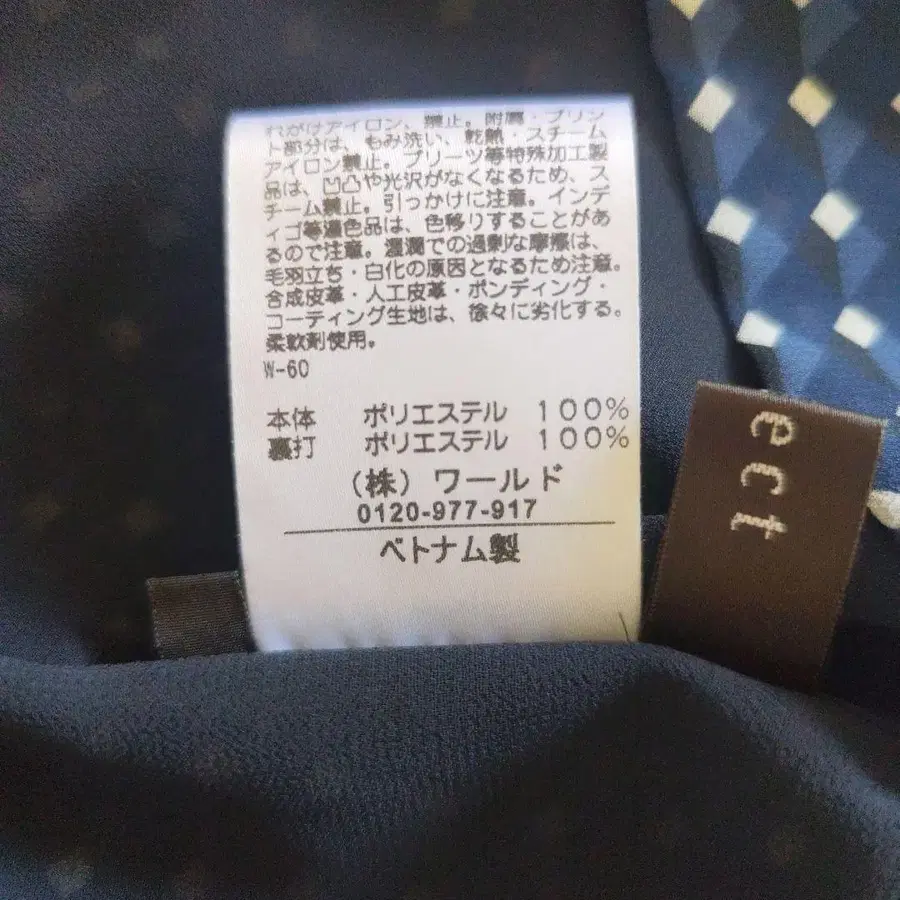 れがけアイロン、禁止。附属・プリン
ト部分は、もみ洗い、乾熱・スチーム
アイロン禁止。プリーツ等特殊加工製
品は、凹凸や光沢がなくなるため、ス
チーム禁止。引っかけに注意。インデ
ィゴ等濃色品は、色移りすることがあ
るので注意。湿潤での過剰な摩擦は、
毛羽立ち・白化の原因となるため注意。
合成皮革・人工皮革・ボンディング・
コーティング生地は、徐々に劣化する。
柔軟剤使用。
W-60
本体 ポリエステル 100%
裏打 ポリエステル 100%
(株)ワールド
0120-977-917
ベトナム製
ect